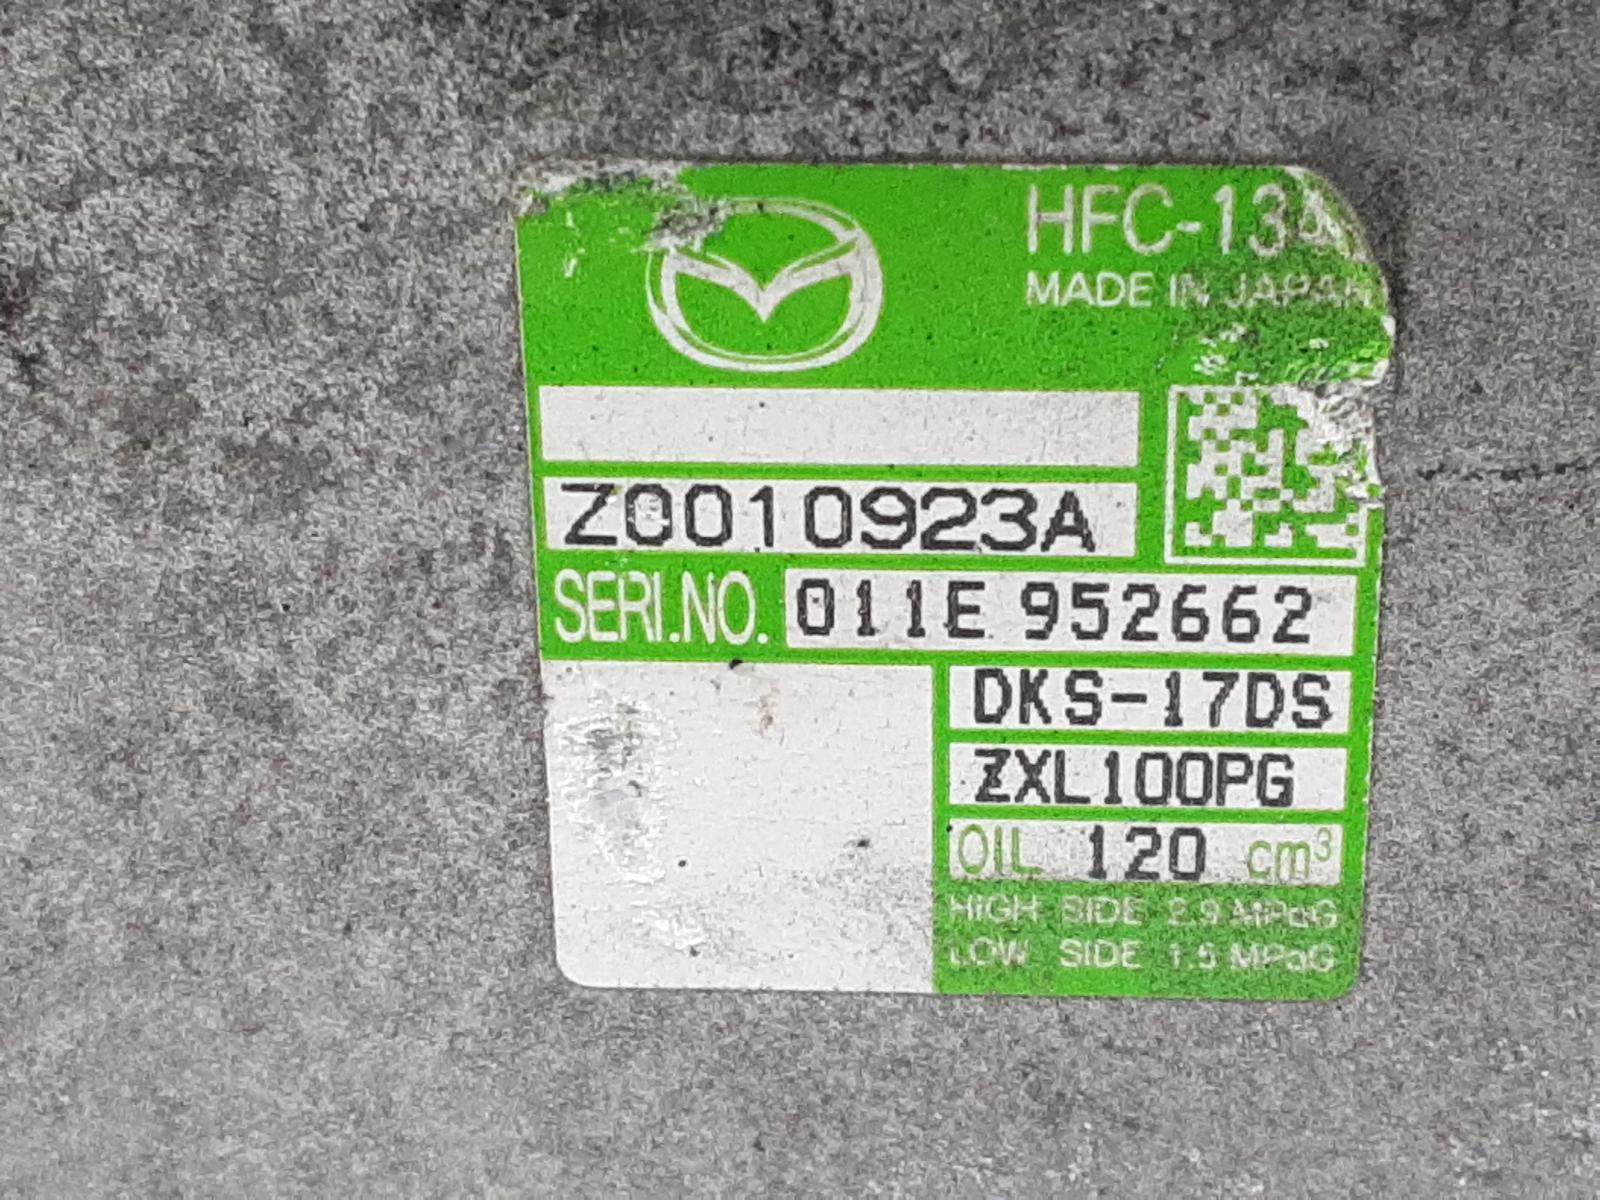 HFC-134
MADE IN JAPAN
Z0010923A
SERI.NO. 011E 952662
DKS-17DS
ZXL100PG
OIL 120 cm³
HIGH SIDE 2.9 MPaG
LOW SIDE 1.5 MPaG